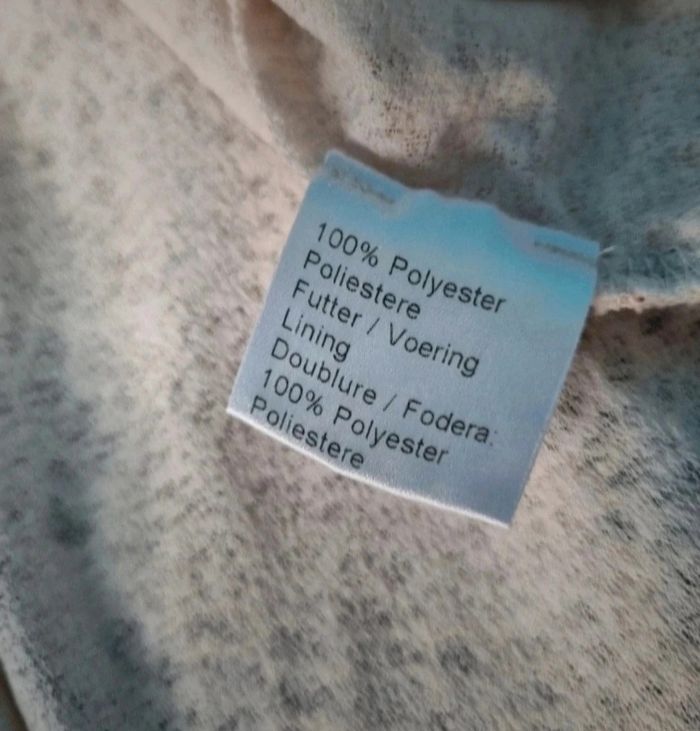 100% Polyester
Poliestere
Futter / Voering
Lining
Doublure / Fodera:
100% Polyester
Poliestere